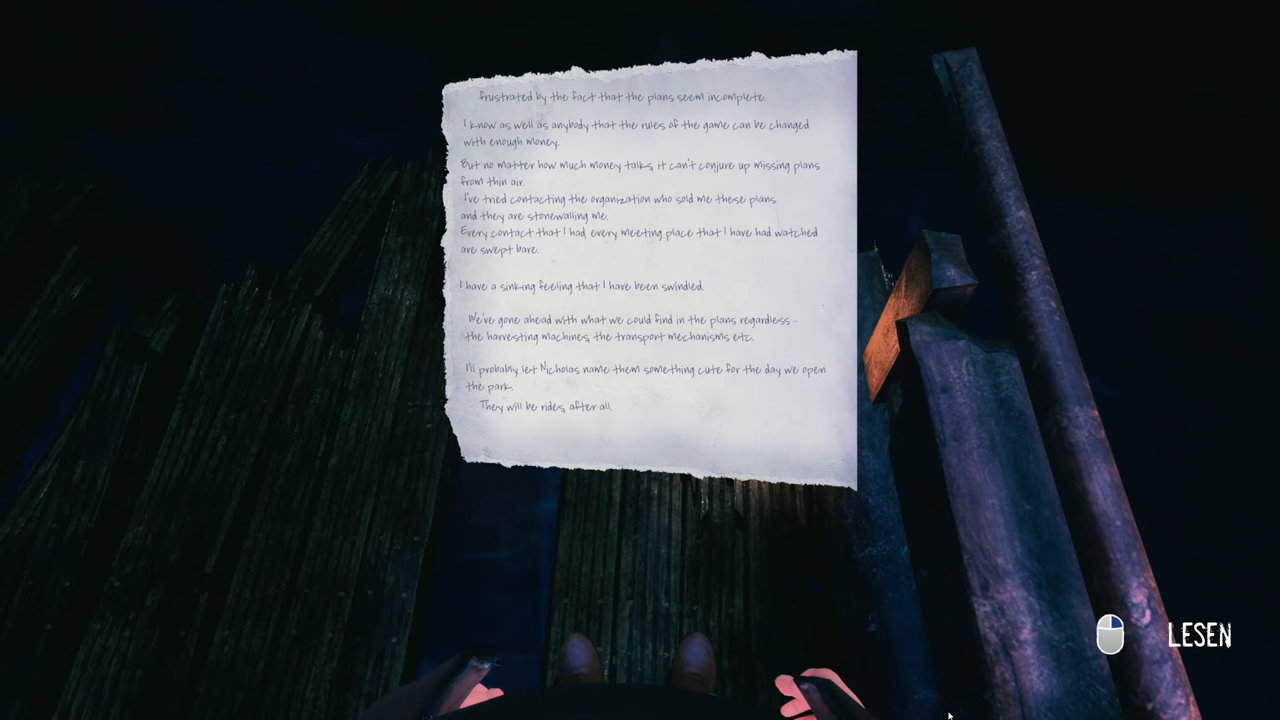 frustrated by the fact that the plans seem incomplete.
I know as well as anybody that the rules of the game can be changed
with enough money.
But no matter how much money talks, it can't conjure up missing plans
from thin air.
I've tried contacting the organization who sold me these plans
and they are stonewalling me.
Every contact that I had, every meeting place that I have had watched
are swept bare.
I have a sinking feeling that I have been swindled.
We've gone ahead with what we could find in the plans regardless -
the harvesting machines, the transport mechanisms etc.
I'll probably let Nicholas name them something cute for the day we open
the park.
They will be rides, after all.
LESEN